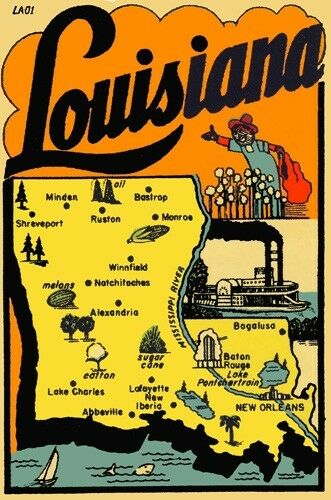 LA01
Louisiana
oil
Minden
Bastrop
Shreveport
Ruston
Monroe
Winnfield
melons
Natchitoches
Alexandria
MISSISSIPPI RIVER
Bogalusa
cotton
sugar
cane
Baton
Rouge
Lake
Pontchartrain
Lake Charles
Lafayette
New
Iberia
NEW ORLEANS
Abbeville